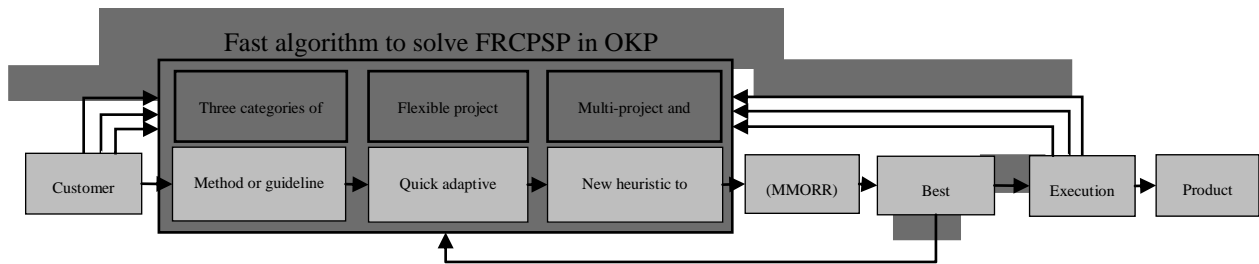 Fast algorithm to solve FRCPSP in OKP
Three categories of
Flexible project
Multi-project and
Customer
Method or guideline
Quick adaptive
New heuristic to
(MMORR)
Best
Execution
Product